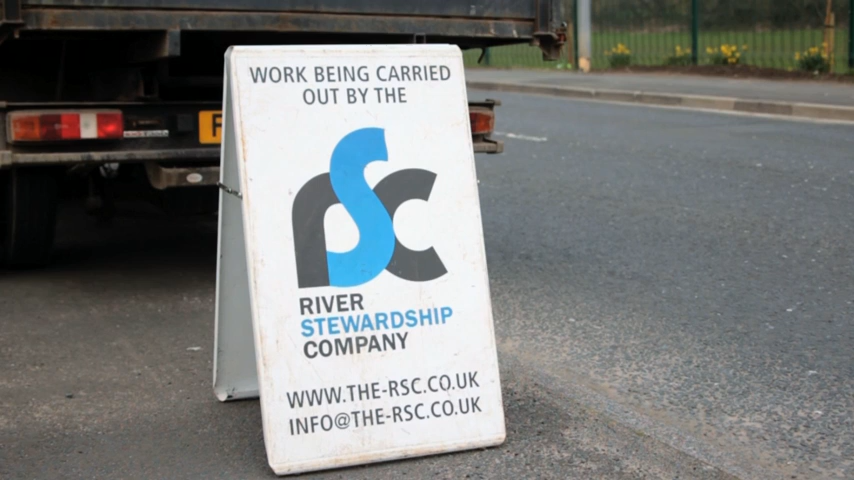 WORK BEING CARRIED
OUT BY THE
rsc
RIVER
STEWARDSHIP
COMPANY
WWW.THE-RSC.CO.UK
INFO@THE-RSC.CO.UK